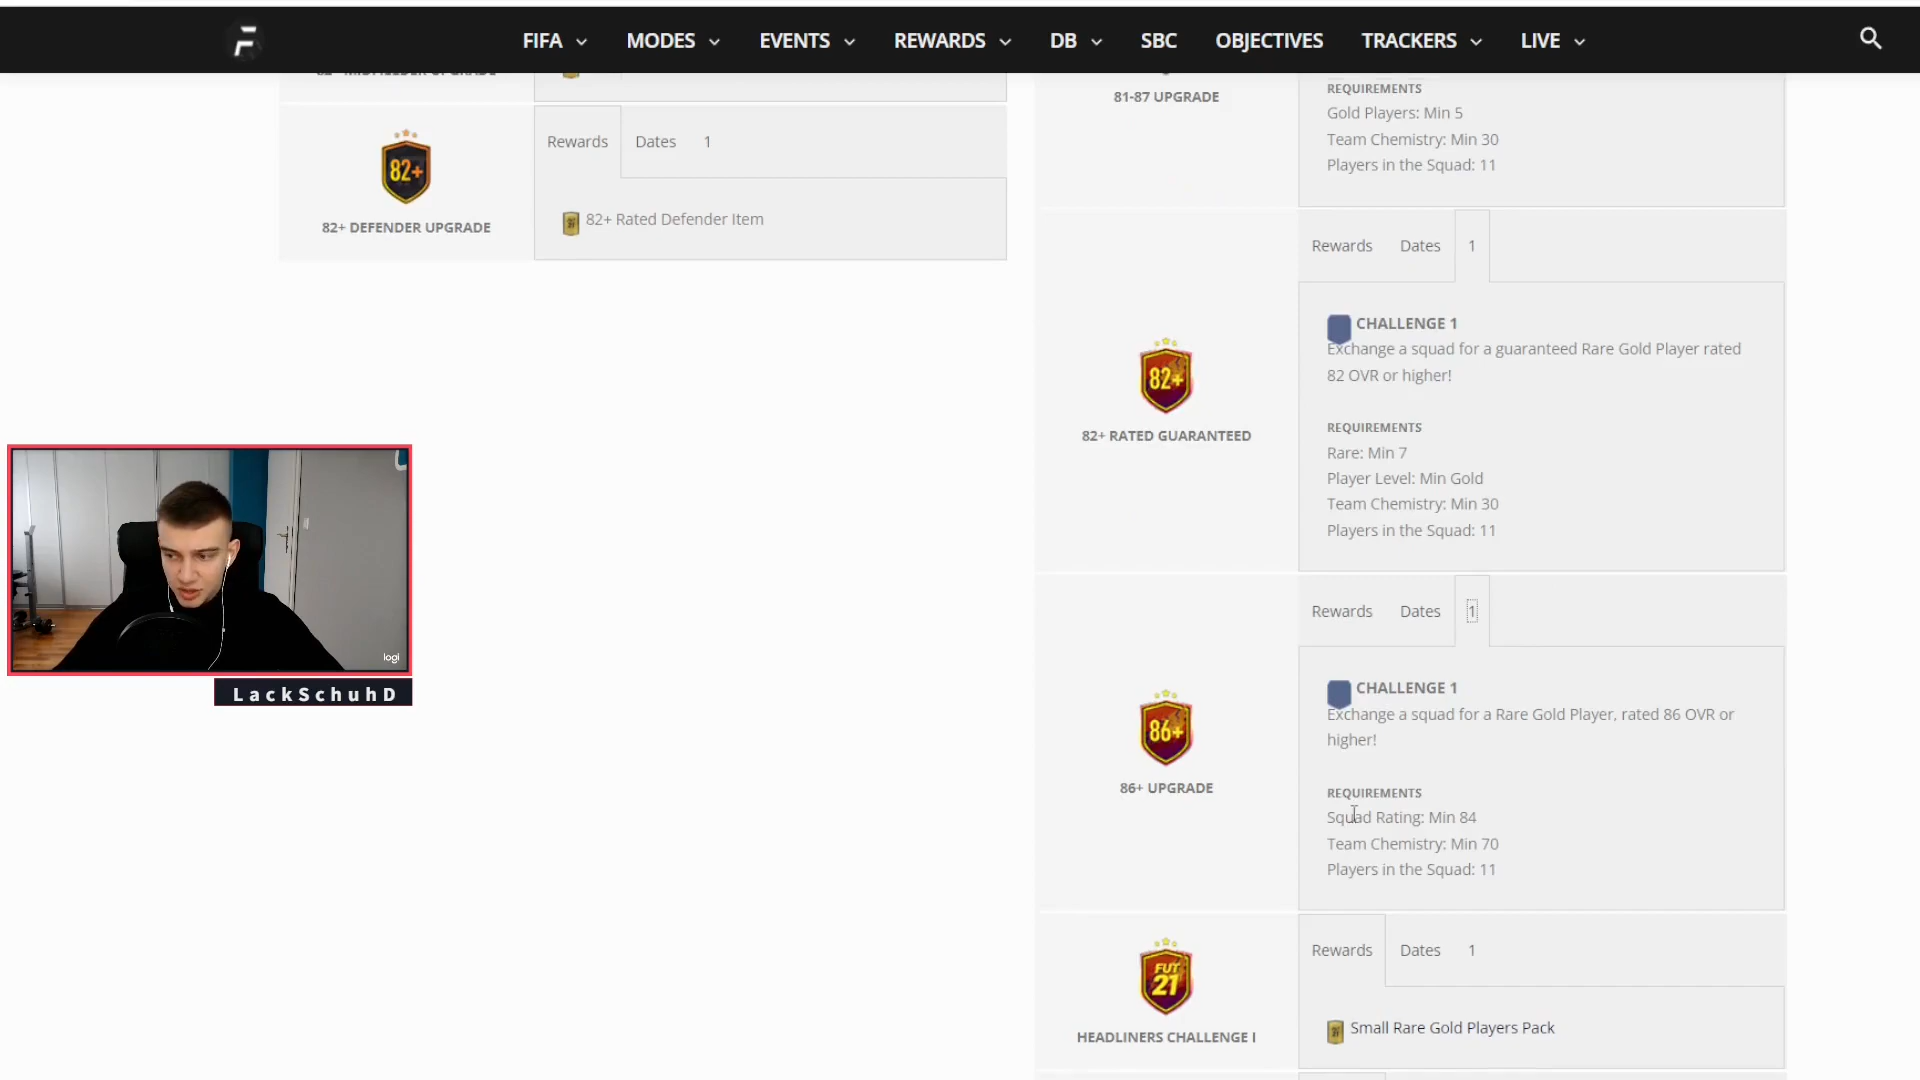 FIFA MODES EVENTS REWARDS DB SBC OBJECTIVES TRACKERS LIVE
82+
82+ DEFENDER UPGRADE
Rewards Dates 1
82+ Rated Defender Item
81-87 UPGRADE
REQUIREMENTS
Gold Players: Min 5
Team Chemistry: Min 30
Players in the Squad: 11
82+
82+ RATED GUARANTEED
Rewards Dates 1
CHALLENGE 1
Exchange a squad for a guaranteed Rare Gold Player rated
82 OVR or higher!
REQUIREMENTS
Rare: Min 7
Player Level: Min Gold
Team Chemistry: Min 30
Players in the Squad: 11
86+
86+ UPGRADE
Rewards Dates 1
CHALLENGE 1
Exchange a squad for a Rare Gold Player, rated 86 OVR or
higher!
REQUIREMENTS
Squad Rating: Min 84
Team Chemistry: Min 70
Players in the Squad: 11
FUT
21
HEADLINERS CHALLENGE I
Rewards Dates 1
Small Rare Gold Players Pack
logi
LackSchuhD